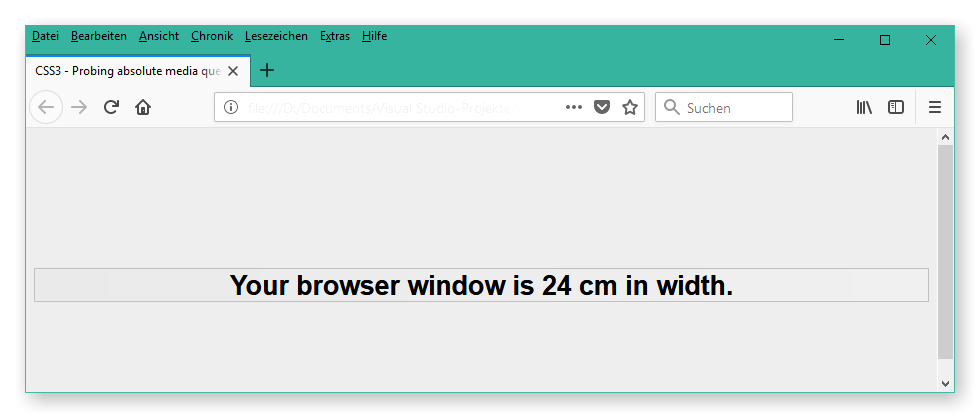 Datei Bearbeiten Ansicht Chronik Lesezeichen Extras Hilfe
CSS3 - Probing absolute media que
file:///D:/Documents/Visual Studio-Projekte/
Suchen
Your browser window is 24 cm in width.